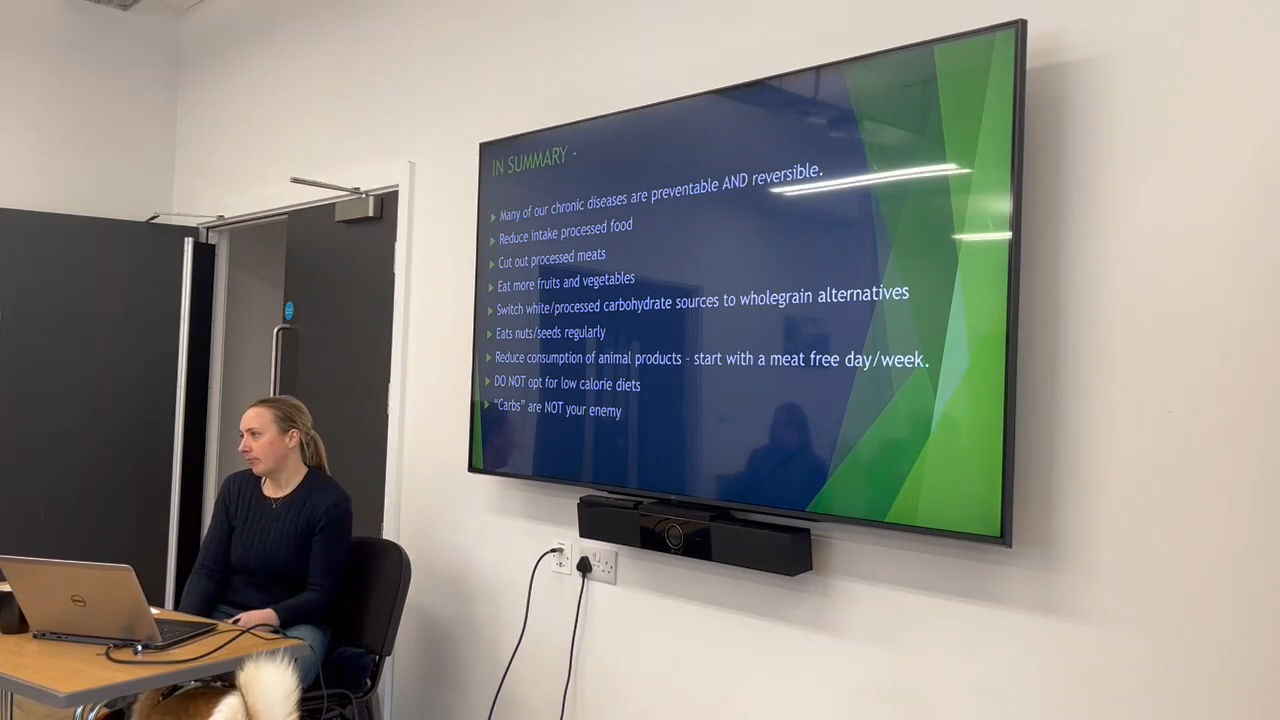 IN SUMMARY -
Many of our chronic diseases are preventable AND reversible.
Reduce intake processed food
Cut out processed meats
Eat more fruits and vegetables
Switch white/processed carbohydrate sources to wholegrain alternatives
Eats nuts/seeds regularly
Reduce consumption of animal products - start with a meat free day/week.
DO NOT opt for low calorie diets
"Carbs" are NOT your enemy
DELL